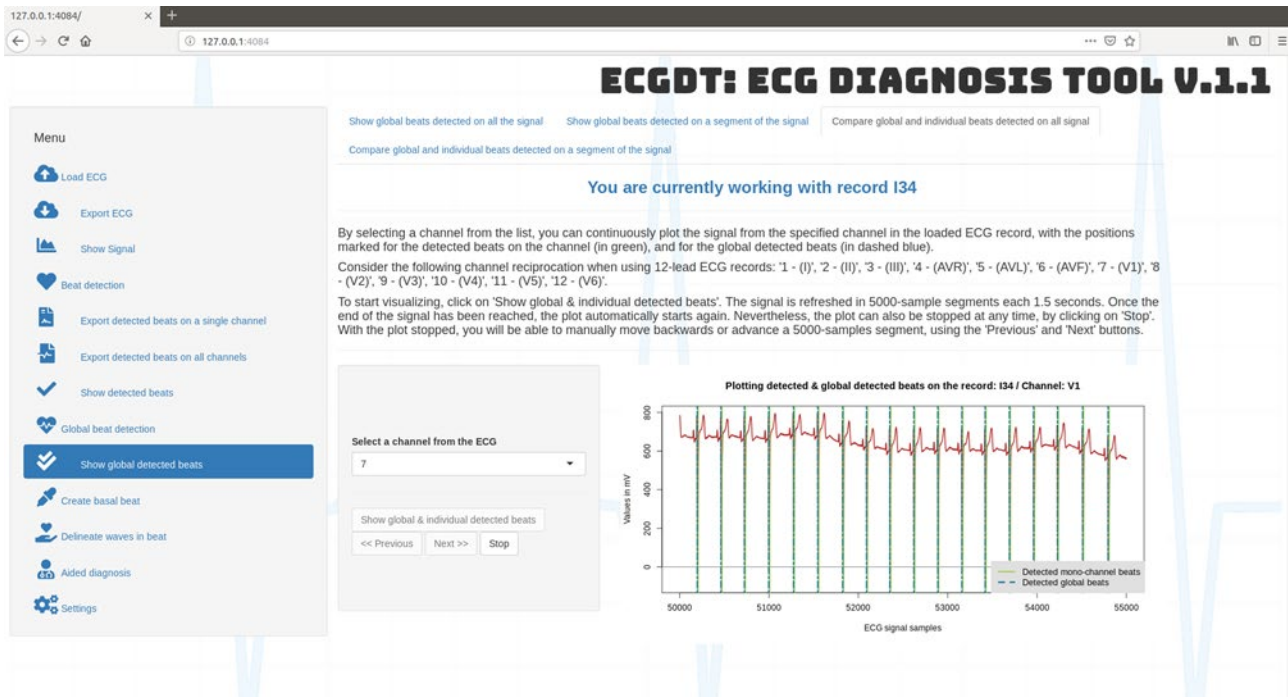 127.0.0.1:4084/
127.0.0.1:4084
ECGDT: ECG DIAGNOSIS TOOL V.1.1
Menu
Load ECG
Export ECG
Show Signal
Beat detection
Export detected beats on a single channel
Export detected beats on all channels
Show detected beats
Global beat detection
Show global detected beats
Create basal beat
Delineate waves in beat
Aided diagnosis
Settings
Show global beats detected on all the signal
Show global beats detected on a segment of the signal
Compare global and individual beats detected on all signal
Compare global and individual beats detected on a segment of the signal
You are currently working with record I34
By selecting a channel from the list, you can continuously plot the signal from the specified channel in the loaded ECG record, with the positions
marked for the detected beats on the channel (in green), and for the global detected beats (in dashed blue).
Consider the following channel reciprocation when using 12-lead ECG records: '1 - (I)', '2 - (II)', '3 - (III)', '4 - (AVR)', '5 - (AVL)', '6 - (AVF)', '7 - (V1)', '8
- (V2)', '9 - (V3)', '10 - (V4)', '11 - (V5)', '12 - (V6)'.
To start visualizing, click on 'Show global & individual detected beats'. The signal is refreshed in 5000-sample segments each 1.5 seconds. Once the
end of the signal has been reached, the plot automatically starts again. Nevertheless, the plot can also be stopped at any time, by clicking on 'Stop'.
With the plot stopped, you will be able to manually move backwards or advance a 5000-samples segment, using the 'Previous' and 'Next' buttons.
Select a channel from the ECG
7
Show global & individual detected beats
<< Previous
Next >>
Stop
Plotting detected & global detected beats on the record: I34 / Channel: V1
Values in mV
800
600
400
200
0
Detected mono-channel beats
Detected global beats
50000
51000
52000
53000
54000
55000
ECG signal samples